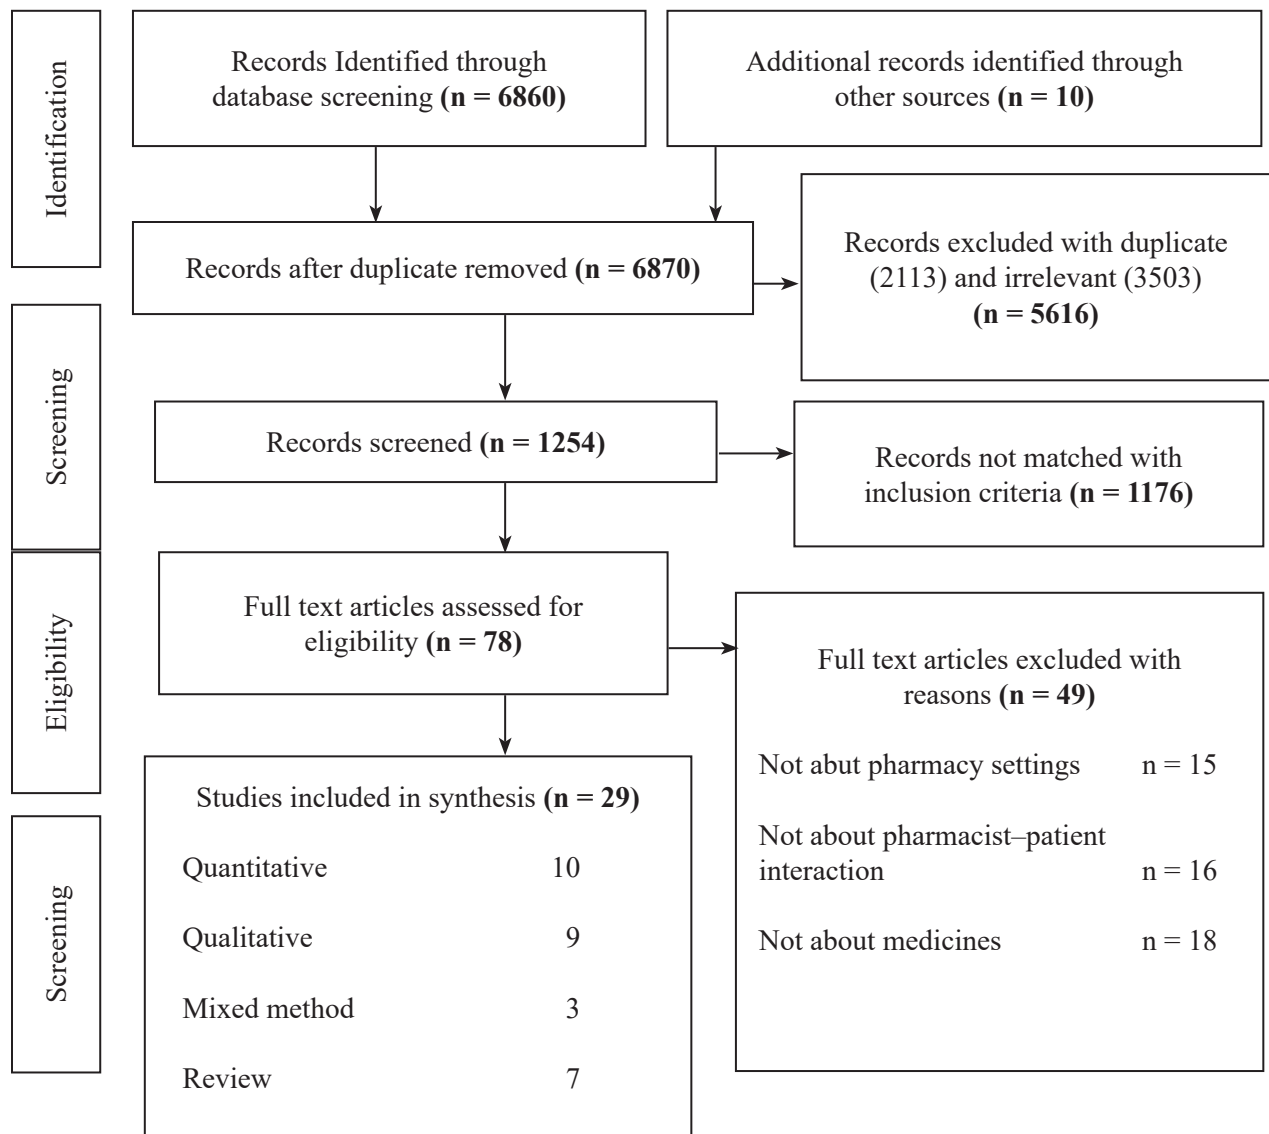 Identification
Records Identified through
database screening (n = 6860)
Additional records identified through
other sources (n = 10)
Records after duplicate removed (n = 6870)
Records excluded with duplicate
(2113) and irrelevant (3503)
(n = 5616)
Screening
Records screened (n = 1254)
Records not matched with
inclusion criteria (n = 1176)
Eligibility
Full text articles assessed for
eligibility (n = 78)
Full text articles excluded with
reasons (n = 49)
Not abut pharmacy settings n = 15
Not about pharmacist–patient
interaction n = 16
Not about medicines n = 18
Screening
Studies included in synthesis (n = 29)
Quantitative 10
Qualitative 9
Mixed method 3
Review 7